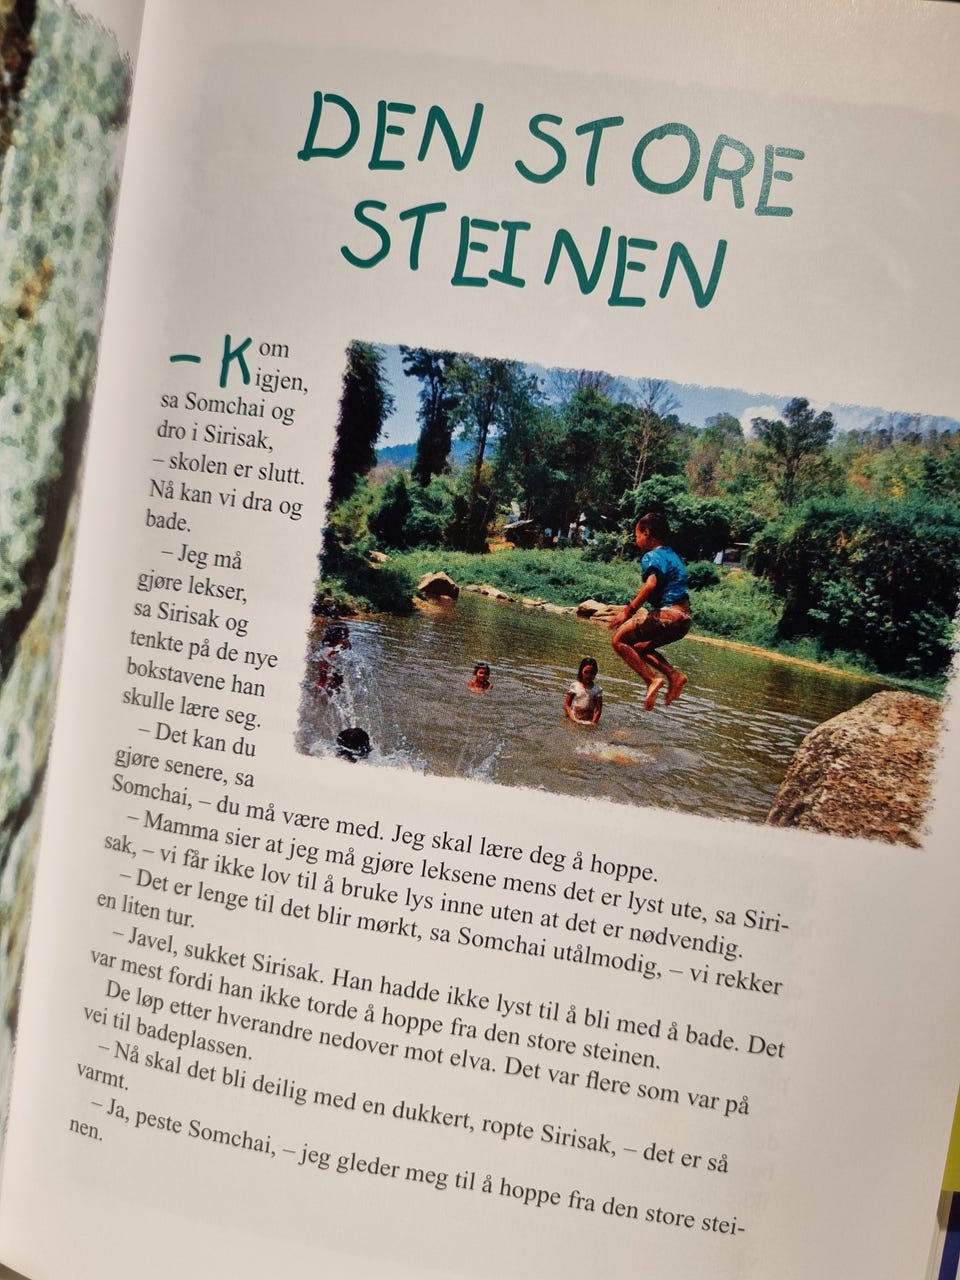 DEN STORE
STEINEN
– Kom
igjen,
sa Somchai og
dro i Sirisak,
– skolen er slutt.
Nå kan vi dra og
bade.
– Jeg må
gjøre lekser,
sa Sirisak og
tenkte på de nye
bokstavene han
skulle lære seg.
– Det kan du
gjøre senere, sa
Somchai, – du må være med. Jeg skal lære deg å hoppe.
– Mamma sier at jeg må gjøre leksene mens det er lyst ute, sa Siri-
sak, – vi får ikke lov til å bruke lys inne uten at det er nødvendig.
– Det er lenge til det blir mørkt, sa Somchai utålmodig, – vi rekker
en liten tur.
– Javel, sukket Sirisak. Han hadde ikke lyst til å bli med å bade. Det
var mest fordi han ikke torde å hoppe fra den store steinen.
De løp etter hverandre nedover mot elva. Det var flere som var på
vei til badeplassen.
– Nå skal det bli deilig med en dukkert, ropte Sirisak, – det er så
varmt.
– Ja, peste Somchai, – jeg gleder meg til å hoppe fra den store stei-
nen.